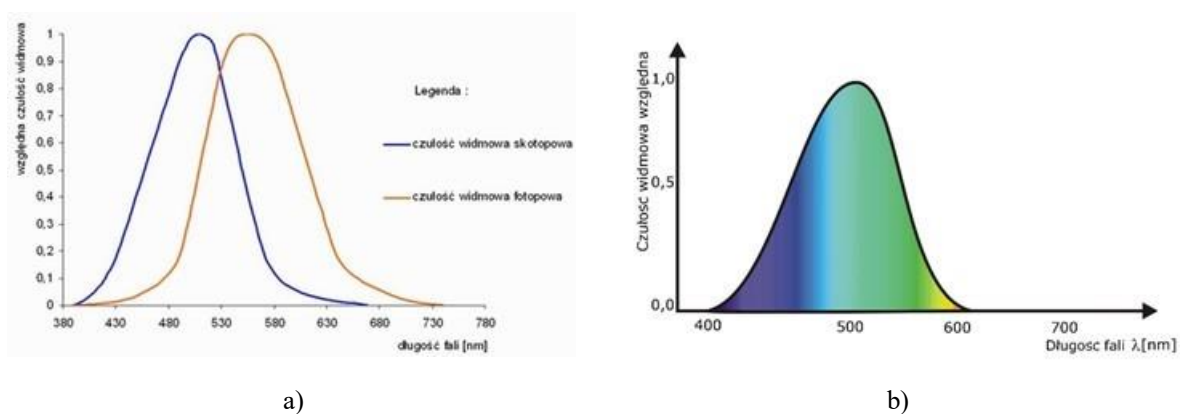 względna czułość widmowa
1
0,9
0,8
0,7
0,6
0,5
0,4
0,3
0,2
0,1
0
380 430 480 530 580 630 680 730 780
długość fali [nm]
Legenda :
czułość widmowa skotopowa
czułość widmowa fotopowa
a)
Czułosc widmowa względna
1,0
0,5
0,0
400 500 600 700
Długosc fali λ[nm]
b)